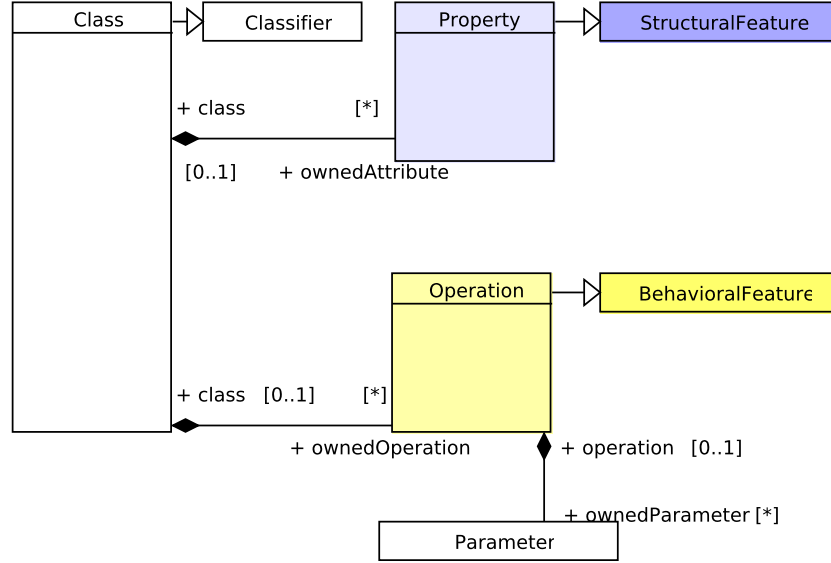 Class
Classifier
Property
StructuralFeature
+ class
[*]
[0..1]
+ ownedAttribute
Operation
BehavioralFeature
+ class
[0..1]
[*]
+ ownedOperation
+ operation
[0..1]
+ ownedParameter
[*]
Parameter